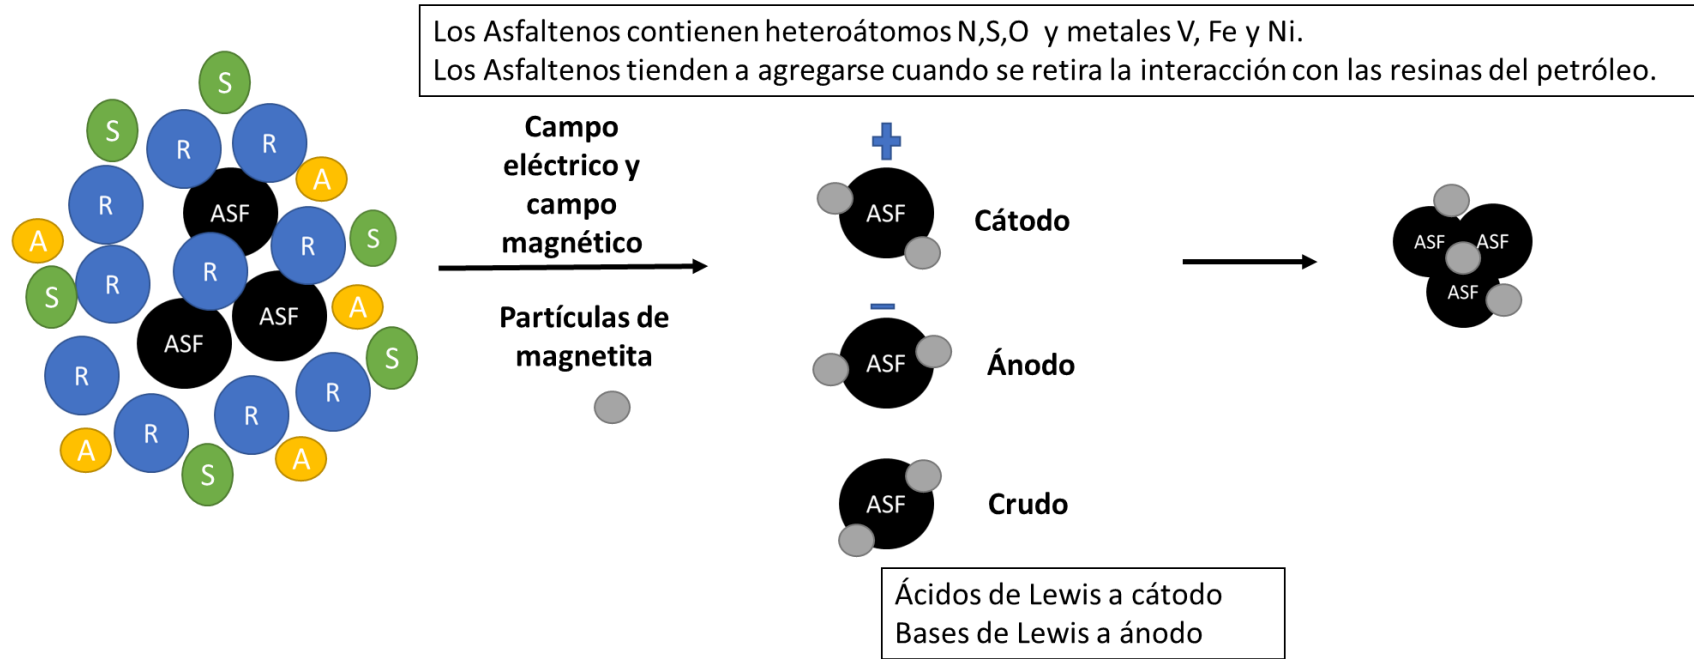 Los Asfaltenos contienen heteroátomos N,S,O y metales V, Fe y Ni.
Los Asfaltenos tienden a agregarse cuando se retira la interacción con las resinas del petróleo.
S
S
R
R
A
R
ASF
R
S
A
R
R
S
A
ASF
ASF
S
R
R
R
R
A
S
A
Campo
eléctrico y
campo
magnético
Partículas de
magnetita
+
ASF
Cátodo
-
ASF
Ánodo
ASF
Crudo
ASF
ASF
ASF
Ácidos de Lewis a cátodo
Bases de Lewis a ánodo